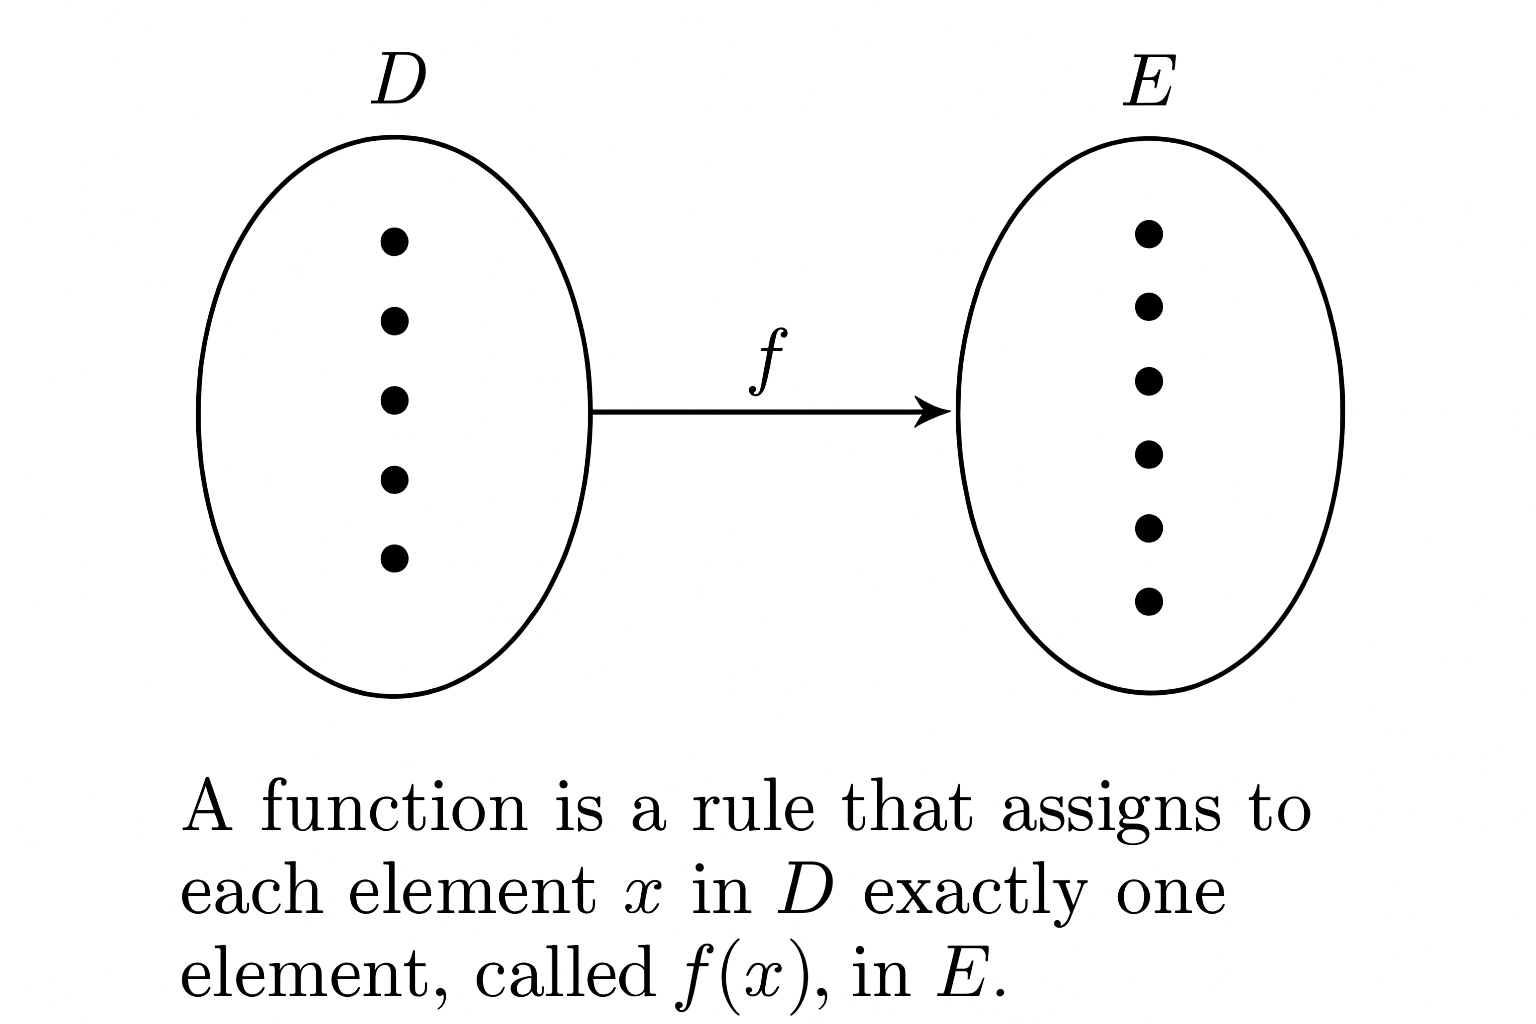 D
E
f
A function is a rule that assigns to
each element x in D exactly one
element, called f(x), in E.